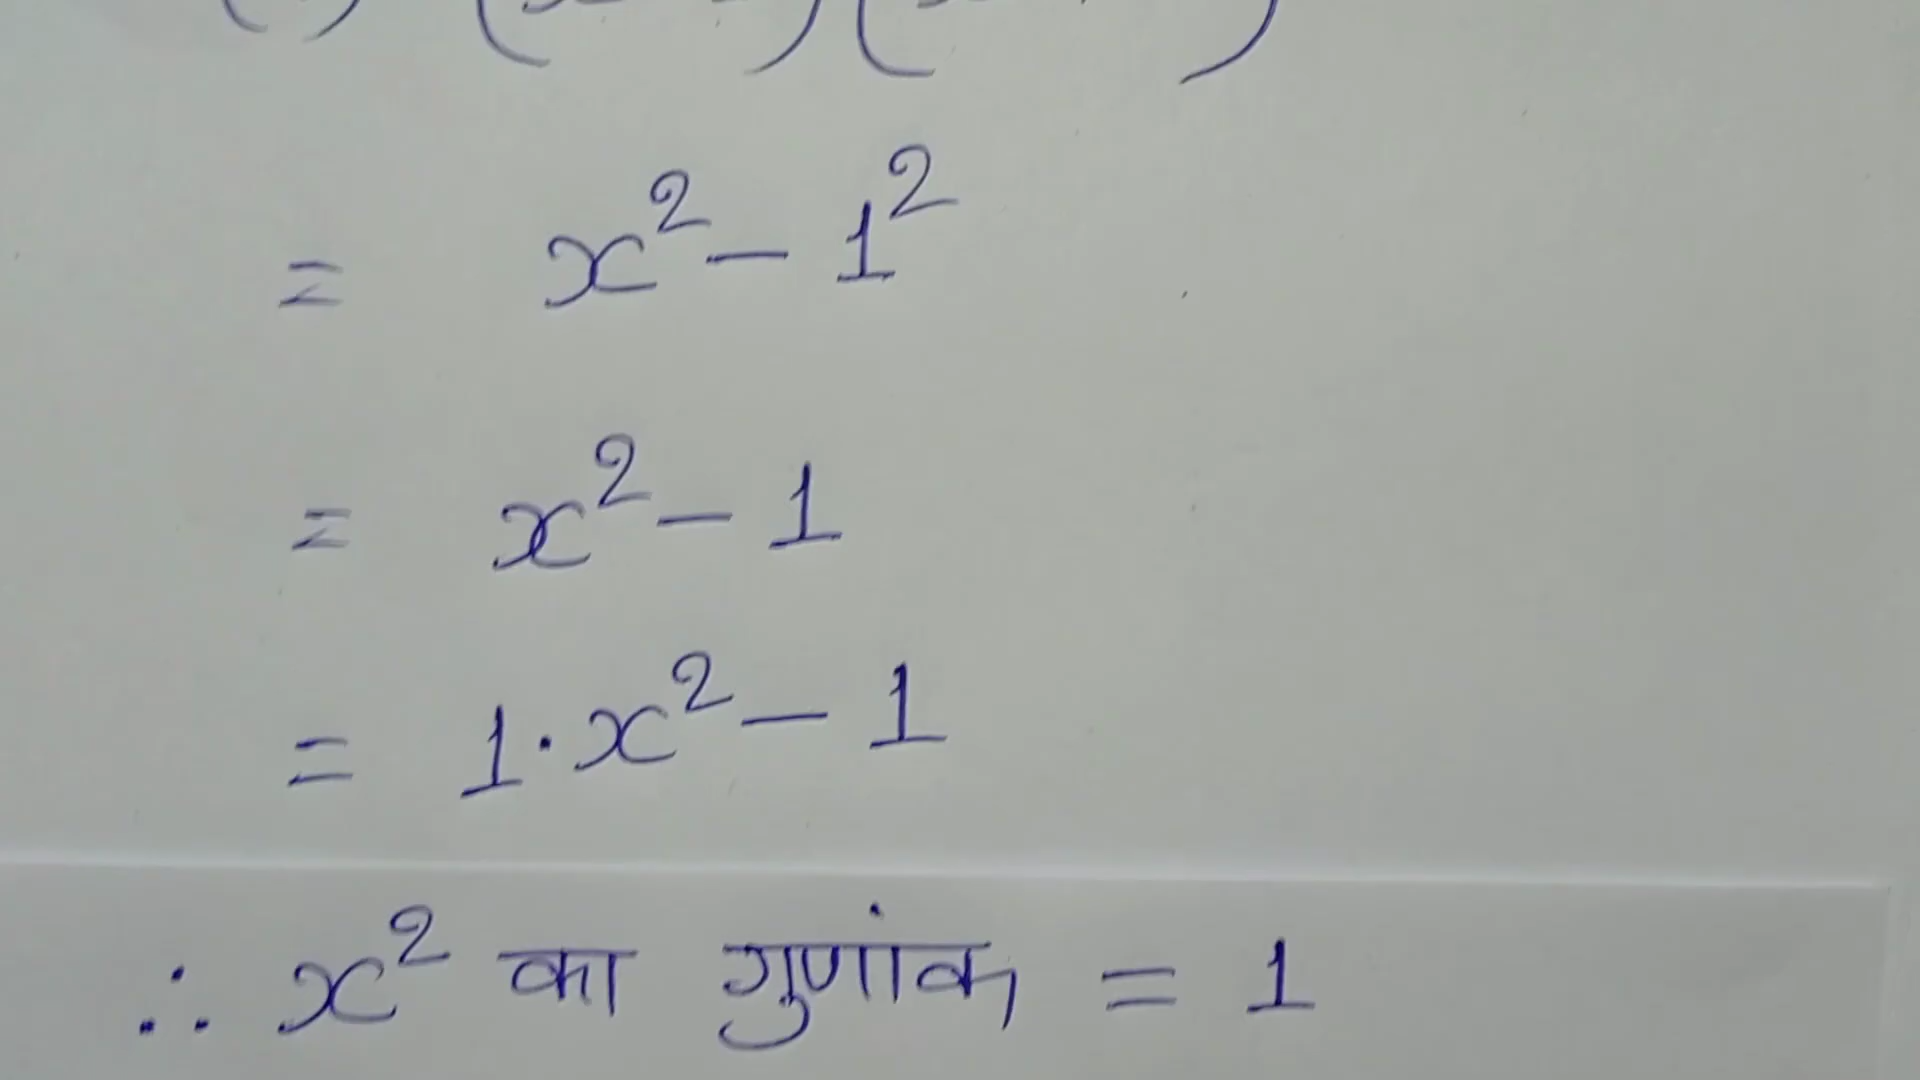 = x² - 1²
= x² - 1
= 1·x² - 1
∴ x² का गुणांक = 1